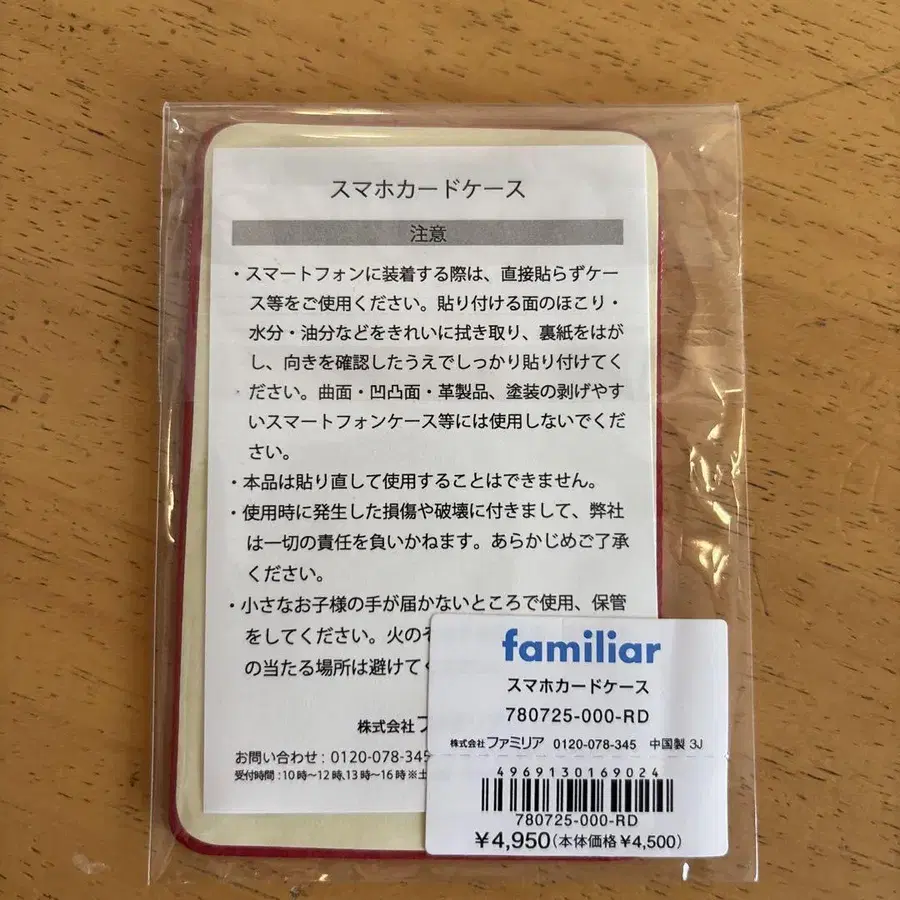 スマホカードケース
注意
・スマートフォンに装着する際は、直接貼らずケー
ス等をご使用ください。貼り付ける面のほこり・
水分・油分などをきれいに拭き取り、裏紙をはが
し、向きを確認したうえでしっかり貼り付けてく
ださい。曲面・凹凸面・革製品、塗装の剥げやす
いスマートフォンケース等には使用しないでくだ
さい。
・本品は貼り直して使用することはできません。
・使用時に発生した損傷や破壊に付きまして、弊社
は一切の責任を負いかねます。あらかじめご了承
ください。
・小さなお子様の手が届かないところで使用、保管
をしてください。火の
の当たる場所は避けて
株式会社
お問い合わせ：0120-078-345
受付時間：10時〜12時,13時〜16時※土
familiar
スマホカードケース
780725-000-RD
株式会社ファミリア 0120-078-345 中国製 3J
4969130169024
780725-000-RD
¥4,950(本体価格¥4,500)